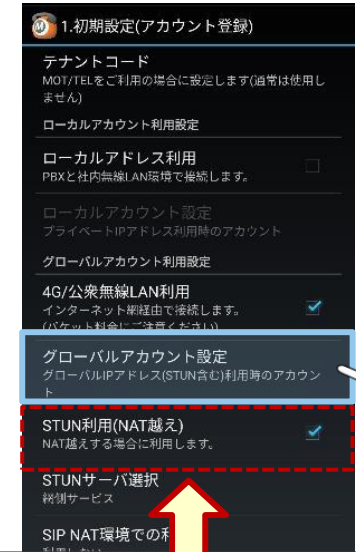 1.初期設定(アカウント登録)
テナントコード
MOT/TELをご利用の場合に設定します(通常は使用し
ません)
ローカルアカウント利用設定
ローカルアドレス利用
PBXと社内無線LAN環境で接続します。
ローカルアカウント設定
プライベートIPアドレス利用時のアカウント
グローバルアカウント利用設定
4G/公衆無線LAN利用
インターネット網経由で接続します。
(パケット料金にご注意ください)
グローバルアカウント設定
グローバルIPアドレス(STUN含む)利用時のアカウン
ト
STUN利用(NAT越え)
NAT越えする場合に利用します。
STUNサーバ選択
網側サービス
SIP NAT環境での利